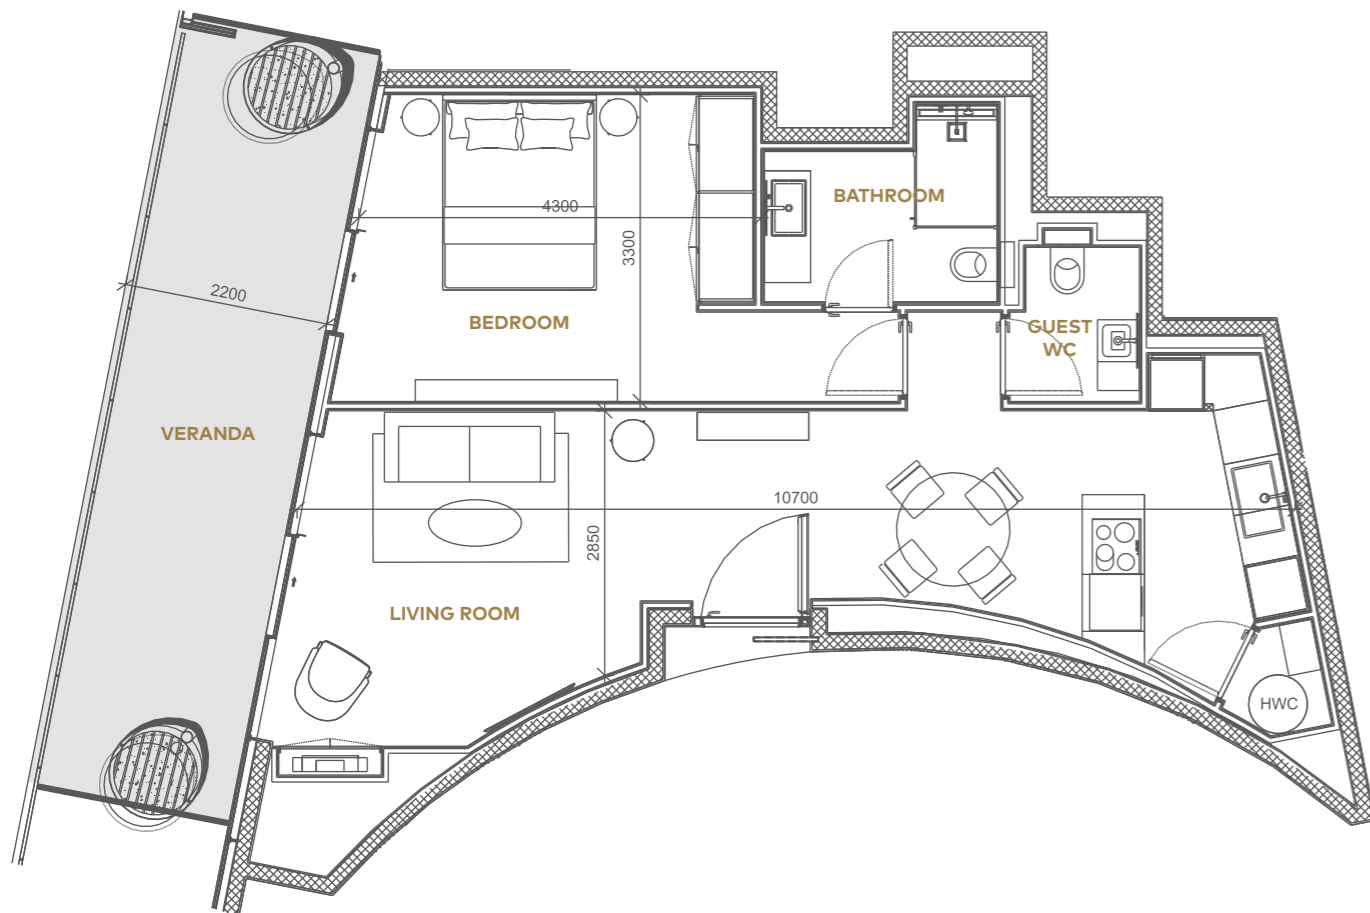 BATHROOM
4300
3300
2200
BEDROOM
GUEST
WC
VERANDA
10700
2850
LIVING ROOM
HWC